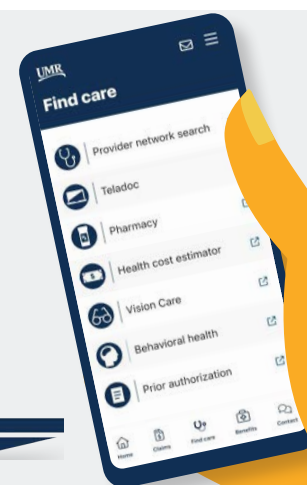 UMR
Find care
Provider network search
Teladoc
Pharmacy
Health cost estimator
Vision Care
Behavioral health
Prior authorization
Home
Claims
Find care
Benefits
Contact